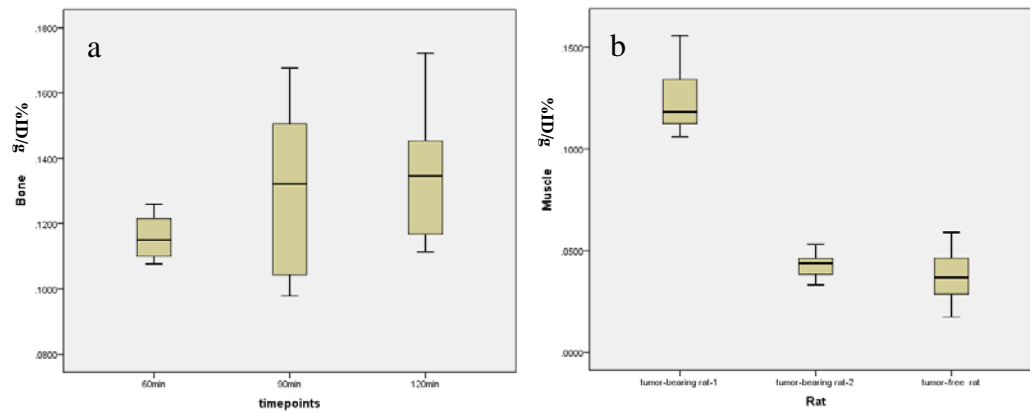 a
.1800
.1600
.1400
.1200
.1000
.0800
%ID/g
Bone
60min
90min
120min
timepoints
b
.1500
.1000
.0500
.0000
%ID/g
Muscle
tumor-bearing rat-1
tumor-bearing rat-2
tumor-free rat
Rat